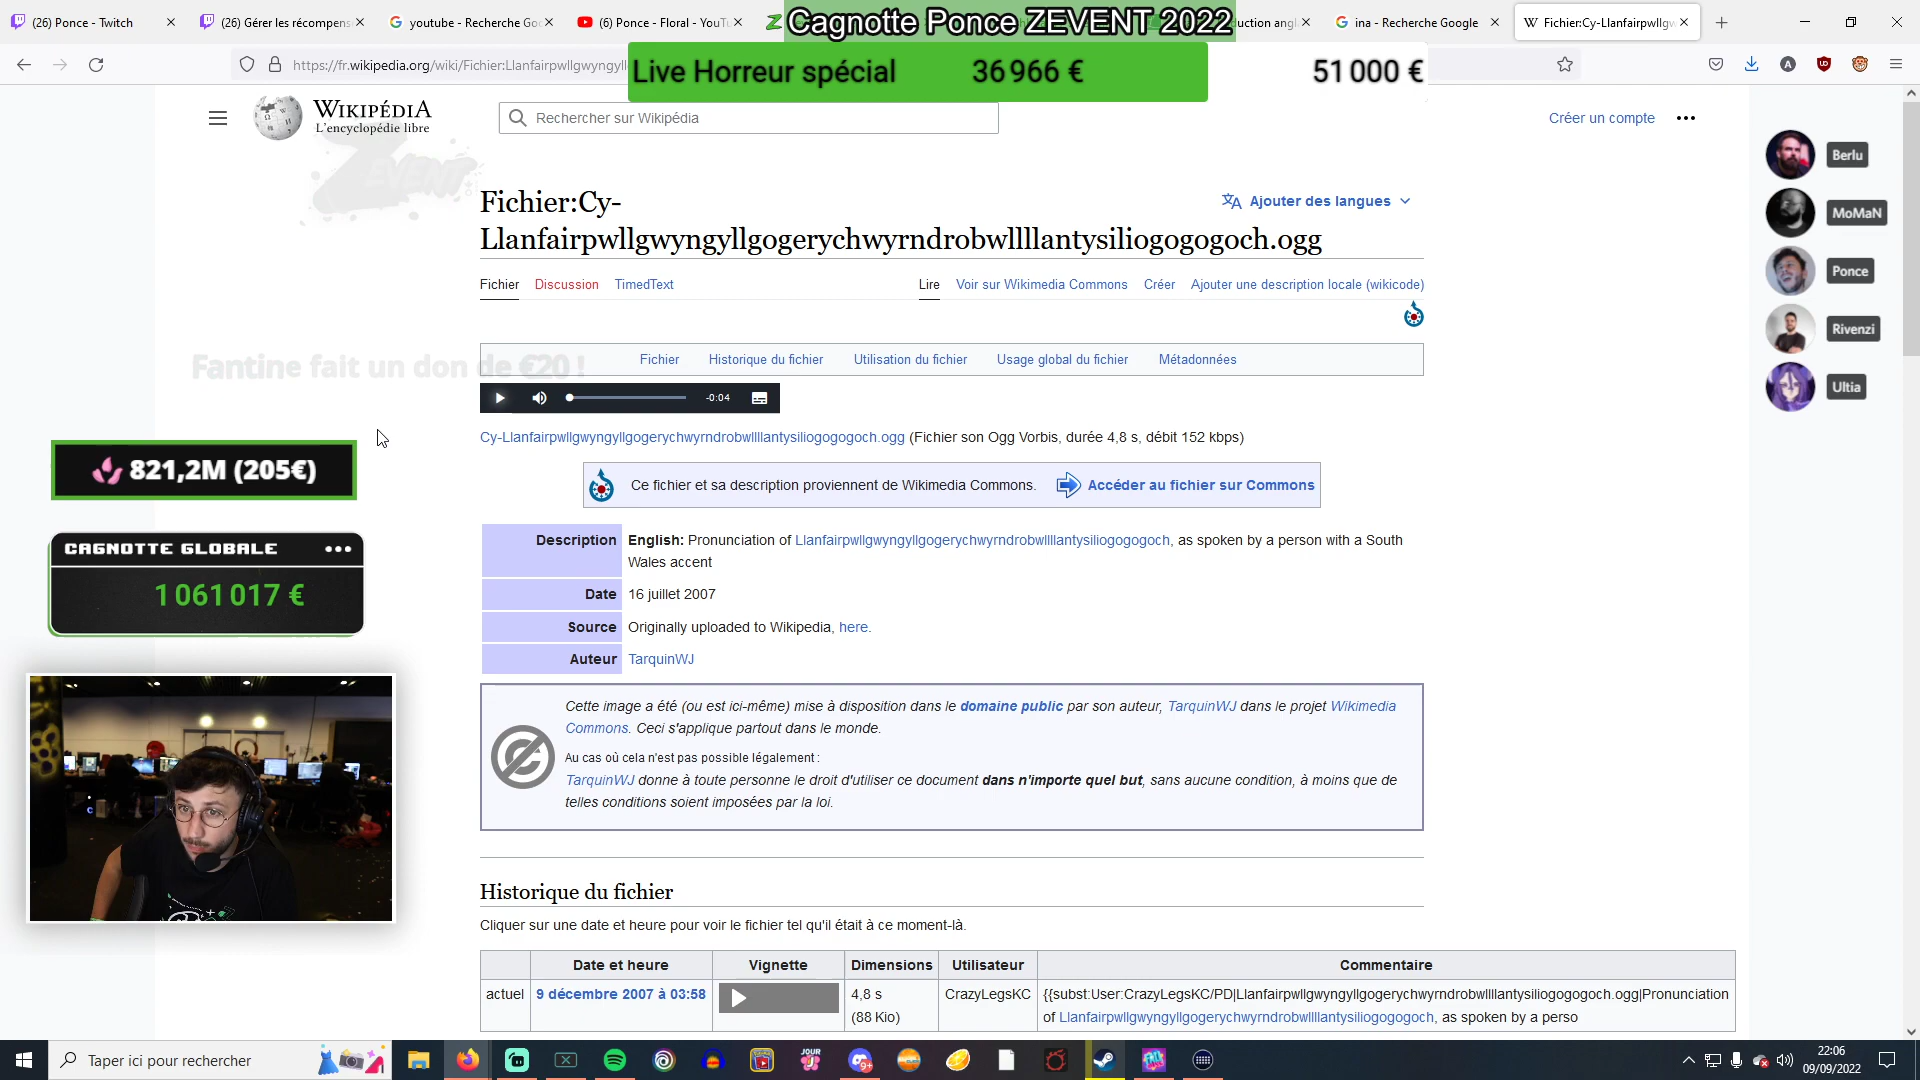 (26) Ponce - Twitch
(26) Gérer les récompens
youtube - Recherche Go
(6) Ponce - Floral - YouTu
duction angl
ina - Recherche Google
Fichier:Cy-Llanfairpwllgw
Cagnotte Ponce ZEVENT 2022
https://fr.wikipedia.org/wiki/Fichier:Llanfairpwllgwyngyll
Live Horreur spécial 36 966 € 51 000 €
WIKIPÉDIA
L'encyclopédie libre
Rechercher sur Wikipédia
Créer un compte
ZEVENT
Berlu
MoMaN
Ponce
Rivenzi
Ultia
Fichier:Cy-
Llanfairpwllgwyngyllgogerychwyrndrobwllllantysiliogogogoch.ogg
Ajouter des langues
Fichier Discussion TimedText Lire Voir sur Wikimedia Commons Créer Ajouter une description locale (wikicode)
Fantine fait un don de €20 !
Fichier Historique du fichier Utilisation du fichier Usage global du fichier Métadonnées
-0:04
Cy-Llanfairpwllgwyngyllgogerychwyrndrobwllllantysiliogogogoch.ogg (Fichier son Ogg Vorbis, durée 4,8 s, débit 152 kbps)
821,2M (205€)
Ce fichier et sa description proviennent de Wikimedia Commons. Accéder au fichier sur Commons
CAGNOTTE GLOBALE
1 061 017 €
Description English: Pronunciation of Llanfairpwllgwyngyllgogerychwyrndrobwllllantysiliogogogoch, as spoken by a person with a South
Wales accent
Date 16 juillet 2007
Source Originally uploaded to Wikipedia, here.
Auteur TarquinWJ
Cette image a été (ou est ici-même) mise à disposition dans le domaine public par son auteur, TarquinWJ dans le projet Wikimedia
Commons. Ceci s'applique partout dans le monde.
Au cas où cela n'est pas possible légalement :
TarquinWJ donne à toute personne le droit d'utiliser ce document dans n'importe quel but, sans aucune condition, à moins que de
telles conditions soient imposées par la loi.
Historique du fichier
Cliquer sur une date et heure pour voir le fichier tel qu'il était à ce moment-là.
Date et heure Vignette Dimensions Utilisateur Commentaire
actuel 9 décembre 2007 à 03:58 4,8 s CrazyLegsKC {{subst:User:CrazyLegsKC/PD|Llanfairpwllgwyngyllgogerychwyrndrobwllllantysiliogogogoch.ogg|Pronunciation
(88 Kio) of Llanfairpwllgwyngyllgogerychwyrndrobwllllantysiliogogogoch, as spoken by a perso
Taper ici pour rechercher
JOUR
9+
FALL
22:06
09/09/2022